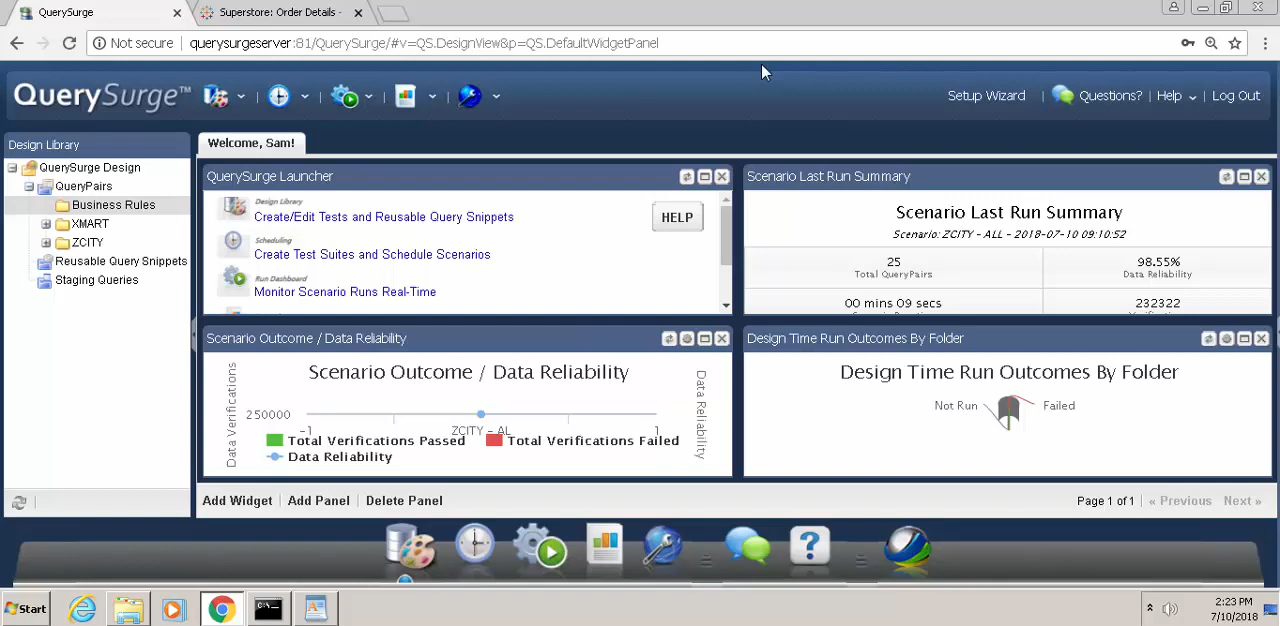 QuerySurge
Superstore: Order Details -
Not secure
querysurgeserver:81/QuerySurge/#v=QS.DesignView&p=QS.DefaultWidgetPanel
QuerySurge™
Setup Wizard
Questions?
Help
Log Out
Design Library
QuerySurge Design
QueryPairs
Business Rules
XMART
ZCITY
Reusable Query Snippets
Staging Queries
Welcome, Sam!
QuerySurge Launcher
Design Library
Create/Edit Tests and Reusable Query Snippets
HELP
Scheduling
Create Test Suites and Schedule Scenarios
Run Dashboard
Monitor Scenario Runs Real-Time
Scenario Last Run Summary
Scenario Last Run Summary
Scenario: ZCITY - ALL - 2018-07-10 09:10:52
25
Total QueryPairs
98.55%
Data Reliability
00 mins 09 secs
232322
Scenario Outcome / Data Reliability
Scenario Outcome / Data Reliability
Data Verifications
250000
−1
ZCITY - AL
1
Data Reliability
Total Verifications Passed
Total Verifications Failed
Data Reliability
Design Time Run Outcomes By Folder
Design Time Run Outcomes By Folder
Not Run
Failed
Add Widget
Add Panel
Delete Panel
Page 1 of 1
« Previous
Next »
?
Start
2:23 PM
7/10/2018